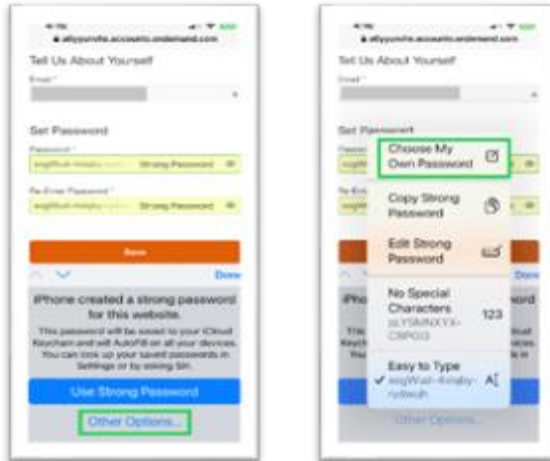 Tell Us About Yourself
Email *
Set Password
Password *
Strong Password
Re-Enter Password *
Strong Password
Save
Done
iPhone created a strong password
for this website.
This password will be saved to your iCloud
Keychain and will AutoFill on all your devices.
You can look up your saved passwords in
Settings or by asking Siri.
Use Strong Password
Other Options...
Tell Us About Yourself
Email *
Set Password
Choose My
Own Password
Copy Strong
Password
Edit Strong
Password
Done
No Special
Characters
123
Easy to Type
Other Options...